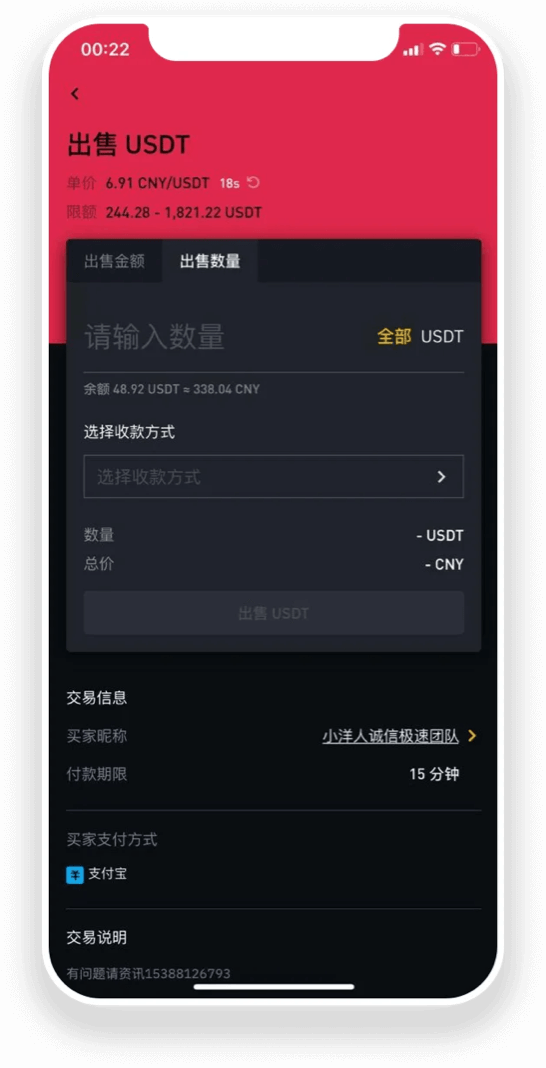 00:22
出售 USDT
单价 6.91 CNY/USDT 18s
限额 244.28 - 1,821.22 USDT
出售金额 出售数量
请输入数量 全部 USDT
余额 48.92 USDT ≈ 338.04 CNY
选择收款方式
选择收款方式
数量 - USDT
总价 - CNY
出售 USDT
交易信息
买家昵称 小洋人诚信极速团队
付款期限 15 分钟
买家支付方式
支付宝
交易说明
有问题请资讯15388126793